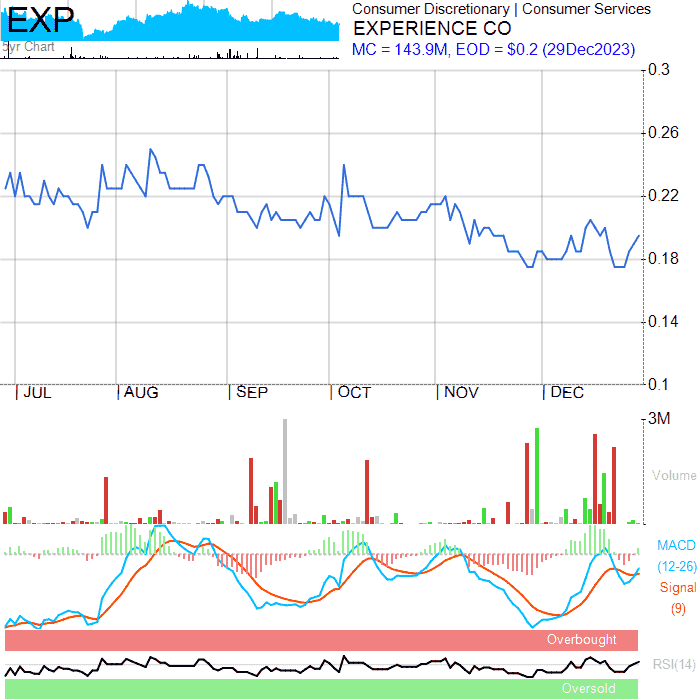 EXP
5yr Chart
Consumer Discretionary | Consumer Services
EXPERIENCE CO
MC = 143.9M, EOD = $0.2 (29Dec2023)
0.3
0.26
0.22
0.18
0.14
0.1
JUL AUG SEP OCT NOV DEC
3M
Volume
MACD
(12-26)
Signal
(9)
Overbought
RSI(14)
Oversold